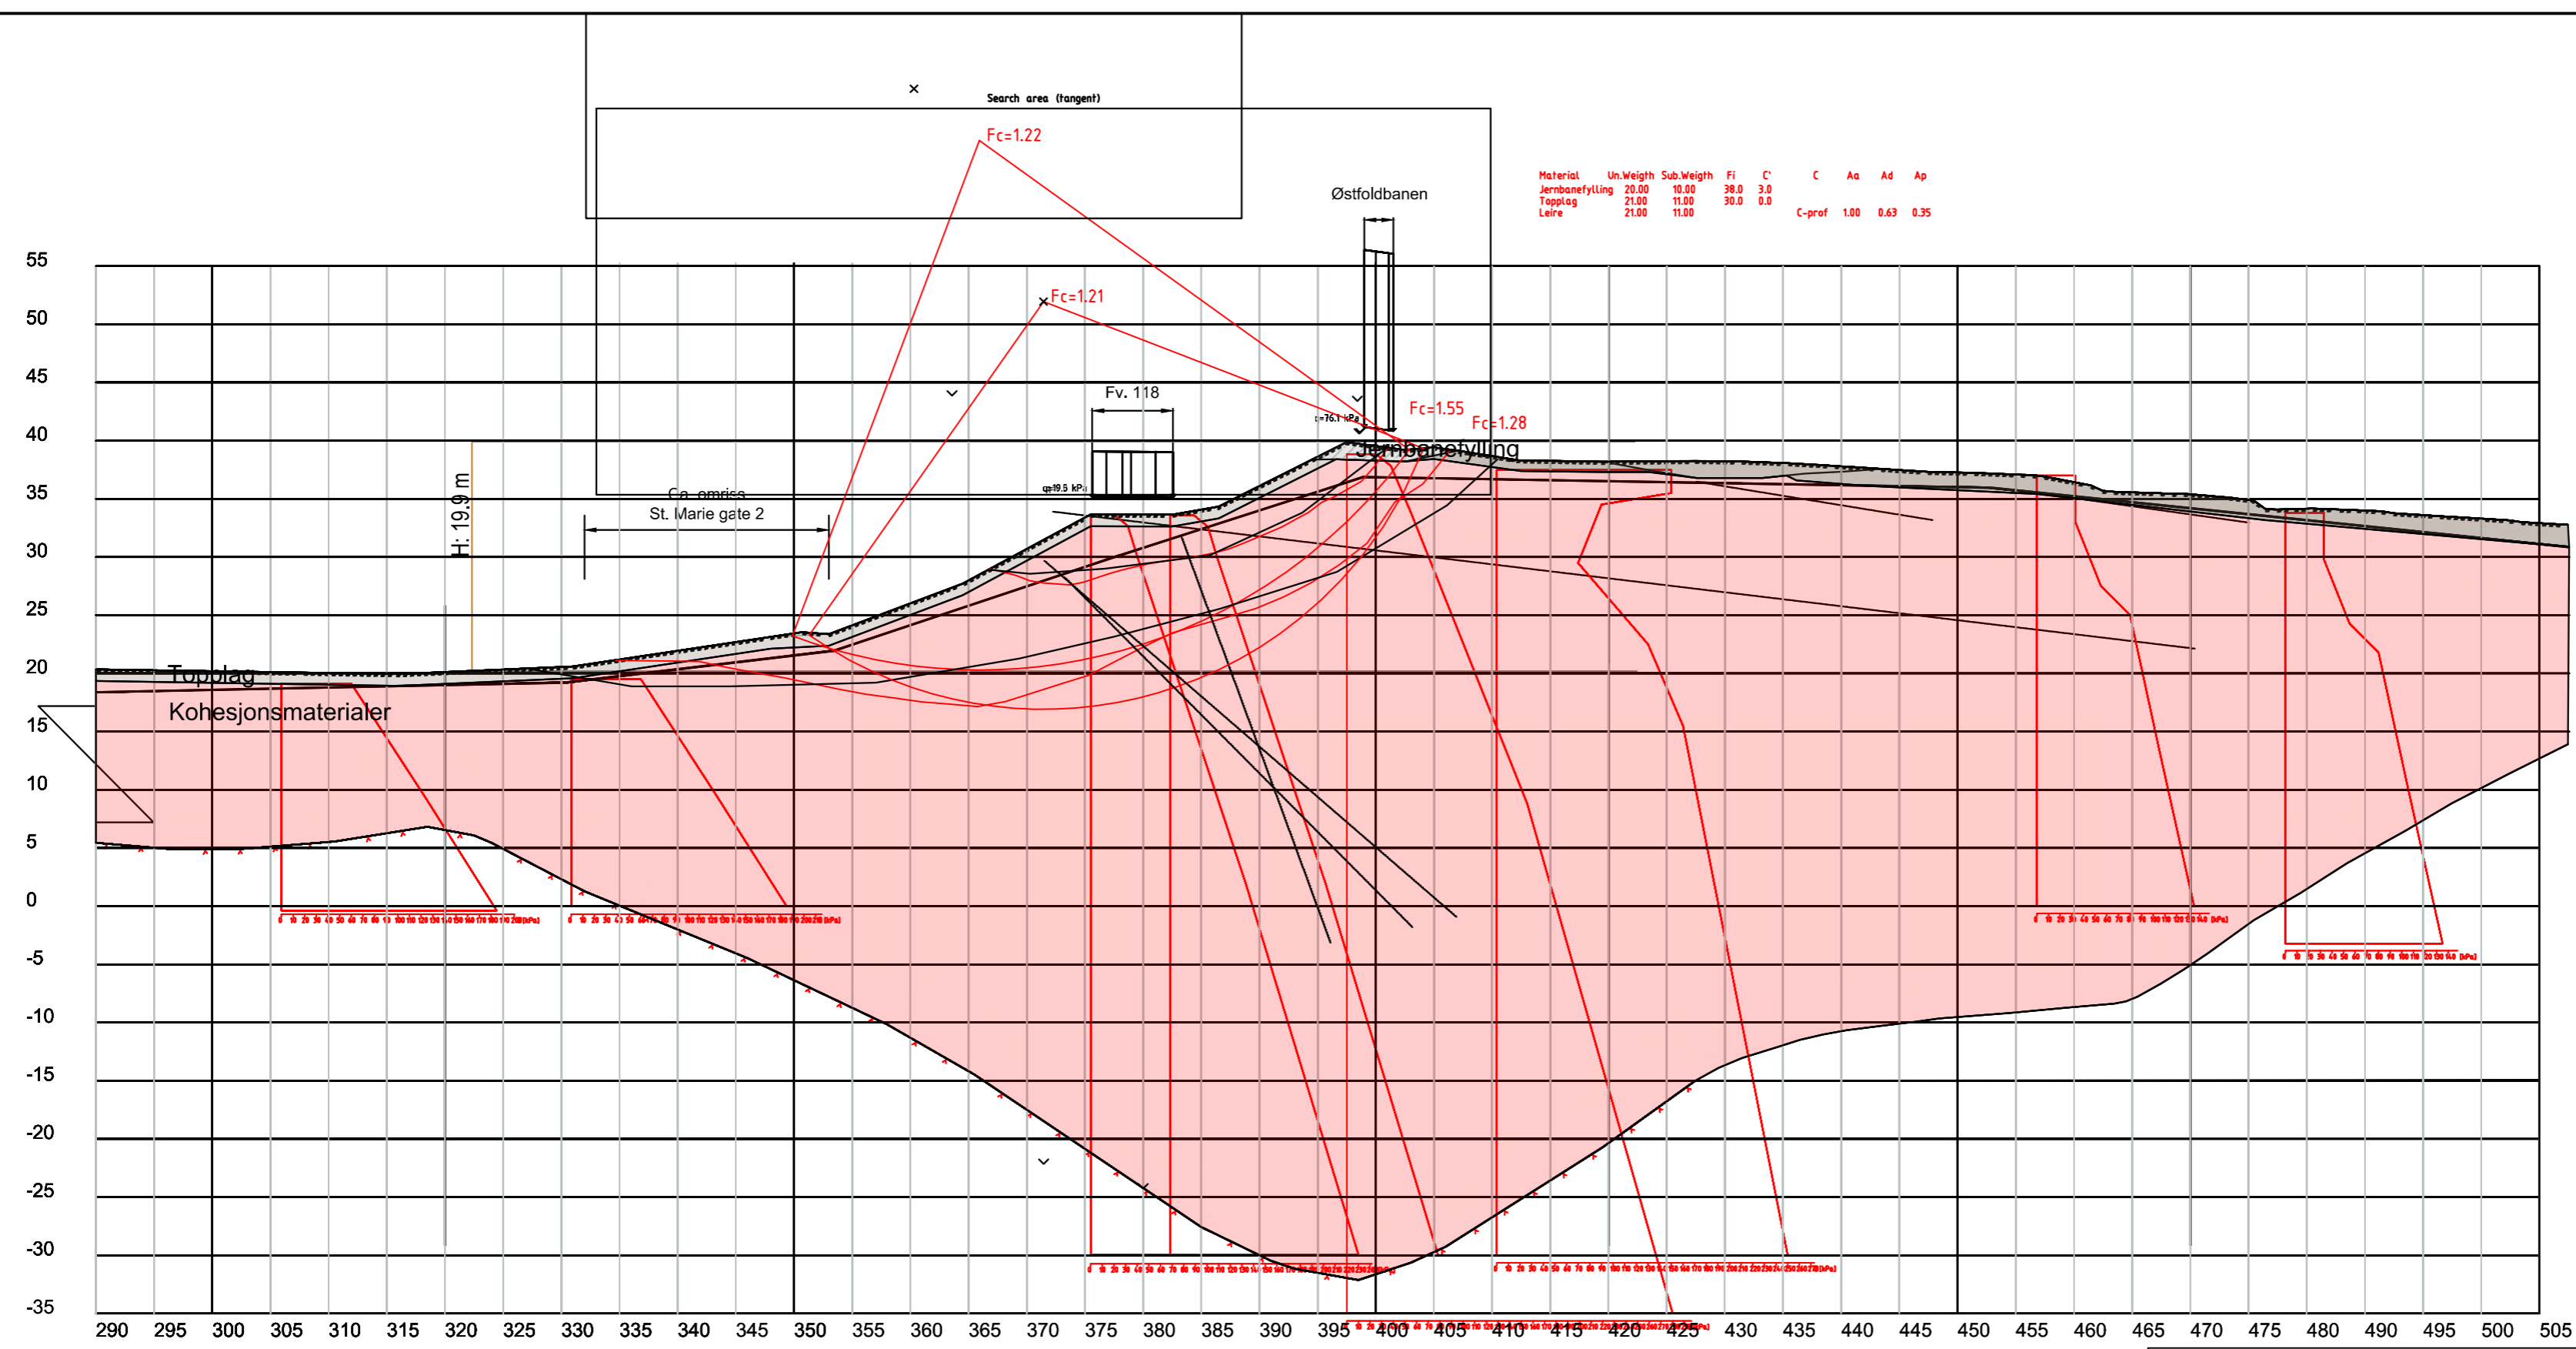 Search area (tangent)
Fc=1.22
Østfoldbanen
Material Un.Weigth Sub.Weigth Fi C' C Aa Ad Ap
Jernbanefylling 20.00 10.00 38.0 3.0
Topplag 21.00 11.00 30.0 0.0
Leire 21.00 11.00 C-prof 1.00 0.63 0.35
55
Fc=1.21
50
45
Fv. 118
Fc=1.55
=76.1 kPa
Fc=1.28
40
Jernbanefylling
35
q=19.5 kPa
Ca. omriss
St. Marie gate 2
H: 19.9 m
30
25
20
Topplag
Kohesjonsmaterialer
15
10
5
0
-5
-10
-15
-20
-25
-30
-35
290 295 300 305 310 315 320 325 330 335 340 345 350 355 360 365 370 375 380 385 390 395 400 405 410 415 420 425 430 435 440 445 450 455 460 465 470 475 480 485 490 495 500 505